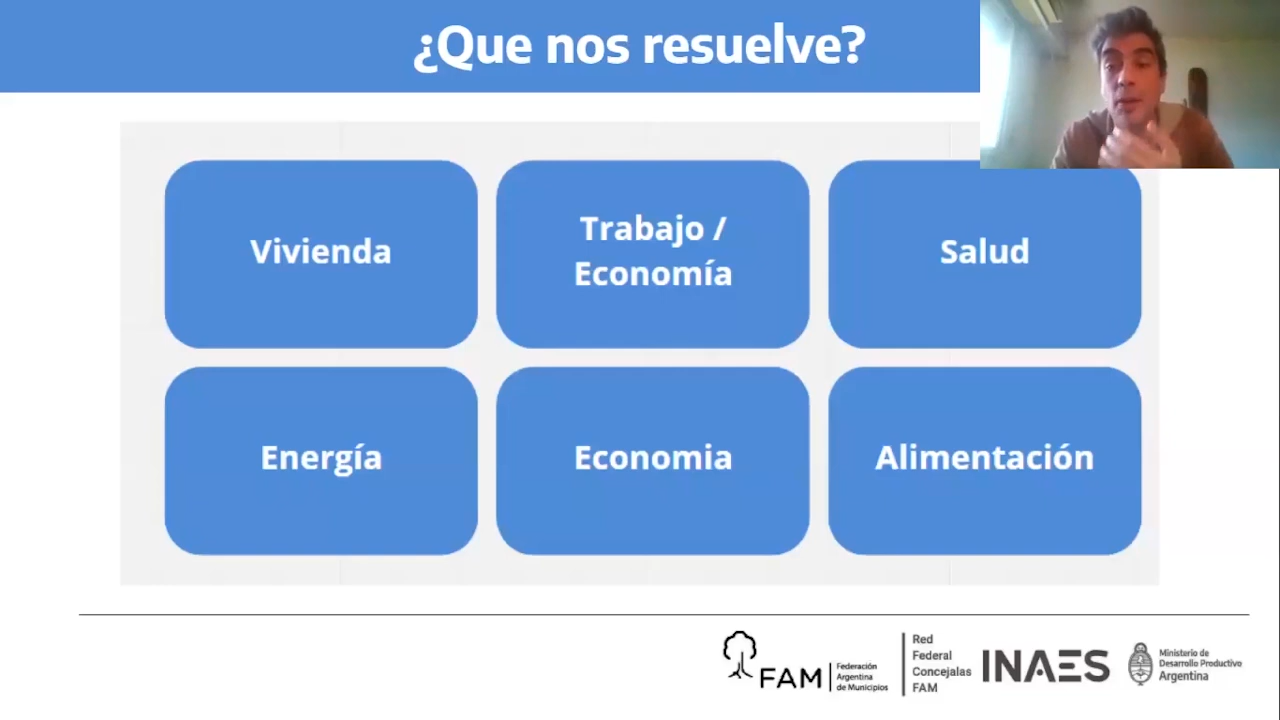 ¿Que nos resuelve?
Vivienda
Trabajo /
Economía
Salud
Energía
Economia
Alimentación
FAM
Federación
Argentina
de Municipios
Red
Federal
Concejalas
FAM
INAES
Ministerio de
Desarrollo Productivo
Argentina